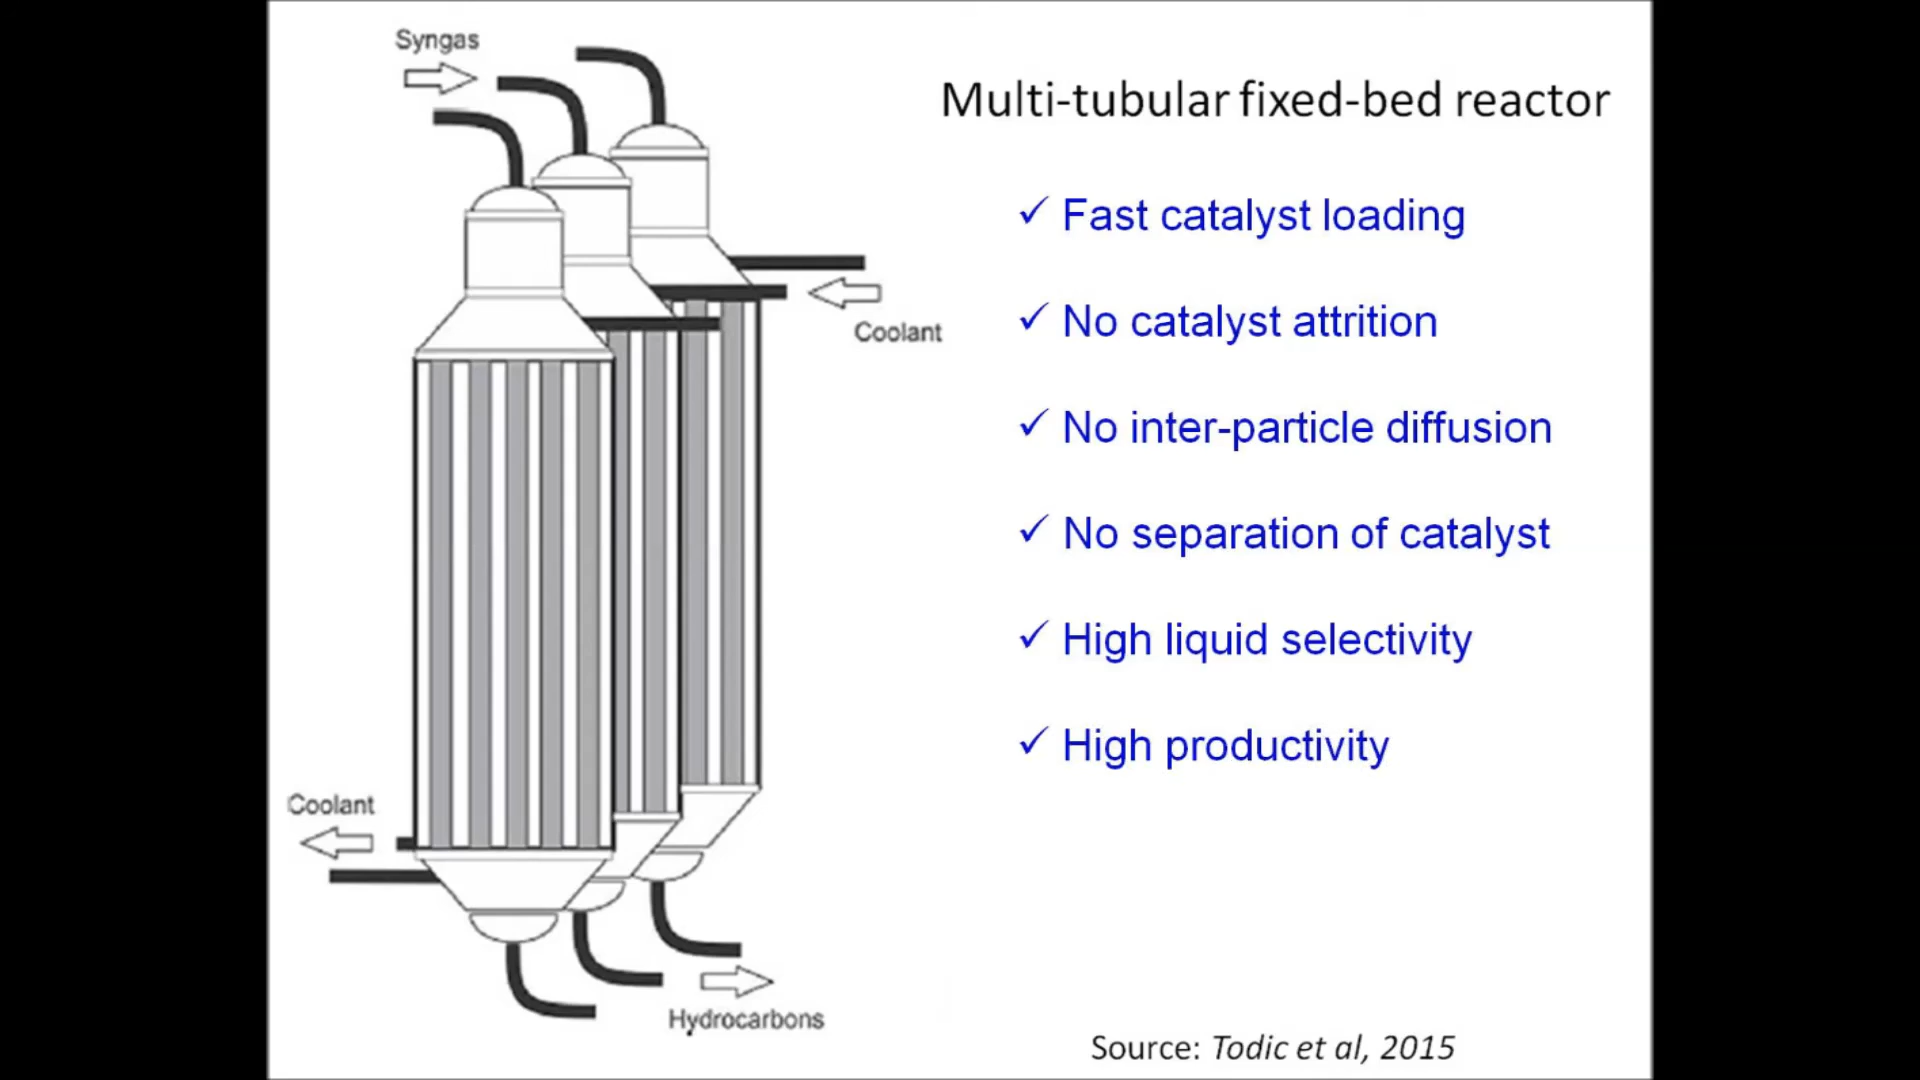 Syngas
Multi-tubular fixed-bed reactor
Fast catalyst loading
No catalyst attrition
Coolant
No inter-particle diffusion
No separation of catalyst
High liquid selectivity
High productivity
Coolant
Hydrocarbons
Source: Todic et al, 2015